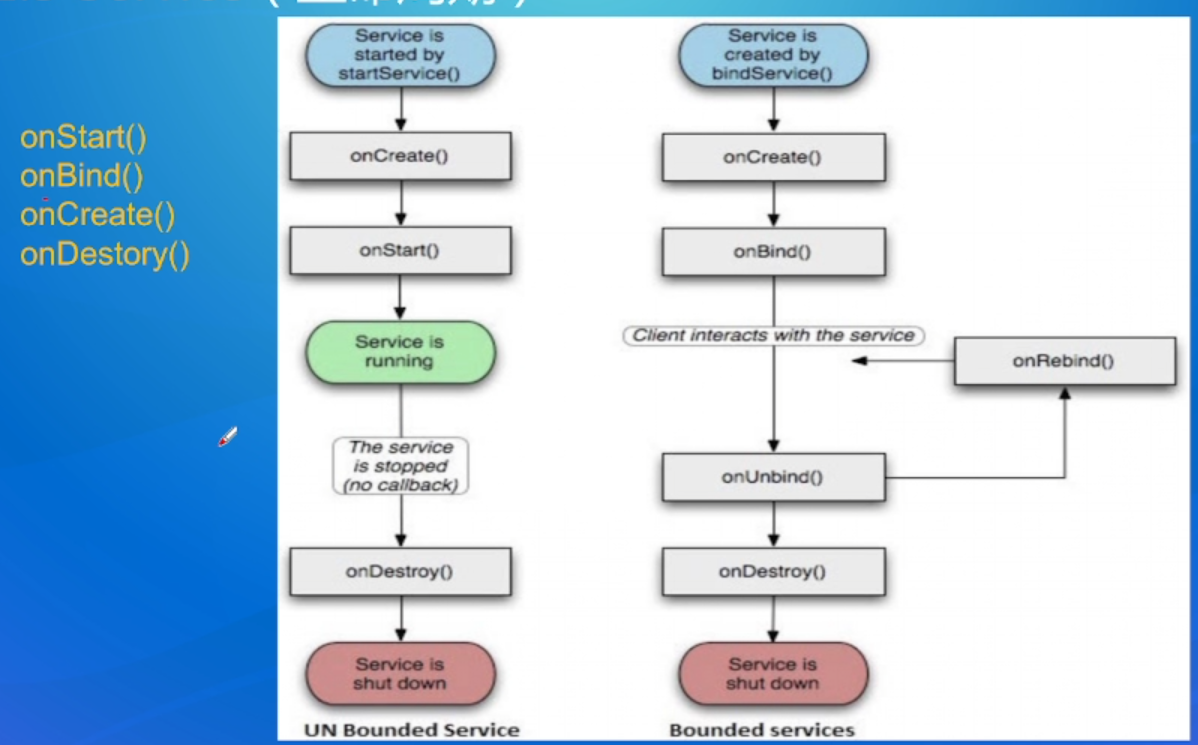 onStart()
onBind()
onCreate()
onDestory()
Service is
started by
startService()
onCreate()
onStart()
Service is
running
The service
is stopped
(no callback)
onDestroy()
Service is
shut down
UN Bounded Service
Service is
created by
bindService()
onCreate()
onBind()
Client interacts with the service
onRebind()
onUnbind()
onDestroy()
Service is
shut down
Bounded services